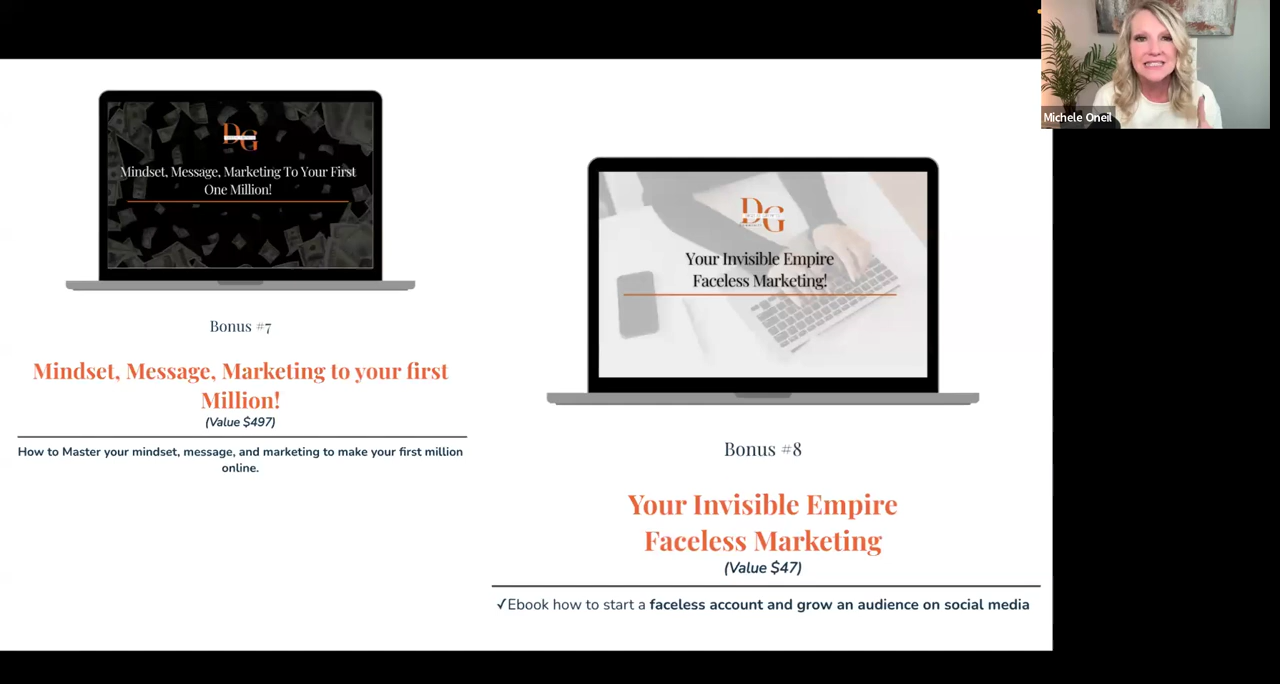 Michele Oneil
DG
Mindset, Message, Marketing To Your First
One Million!
Bonus #7
Mindset, Message, Marketing to your first
Million!
(Value $497)
How to Master your mindset, message, and marketing to make your first million
online.
DG
Your Invisible Empire
Faceless Marketing!
Bonus #8
Your Invisible Empire
Faceless Marketing
(Value $47)
✓Ebook how to start a faceless account and grow an audience on social media